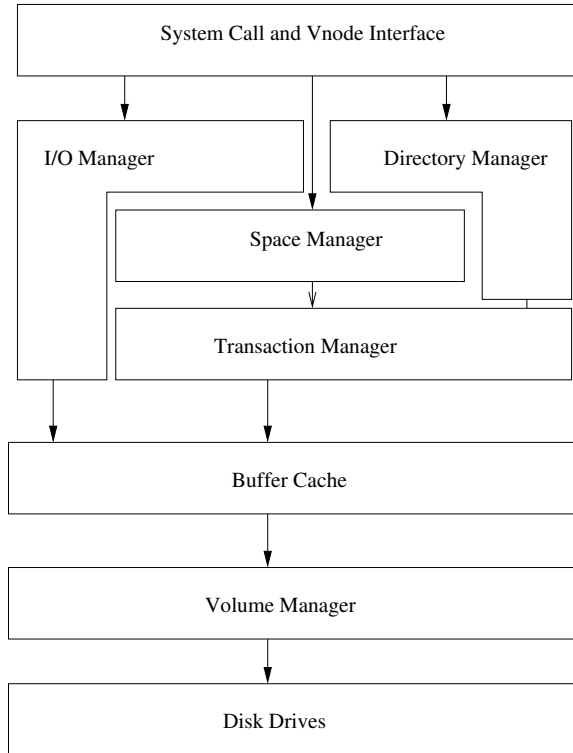 System Call and Vnode Interface
I/O Manager
Directory Manager
Space Manager
Transaction Manager
Buffer Cache
Volume Manager
Disk Drives